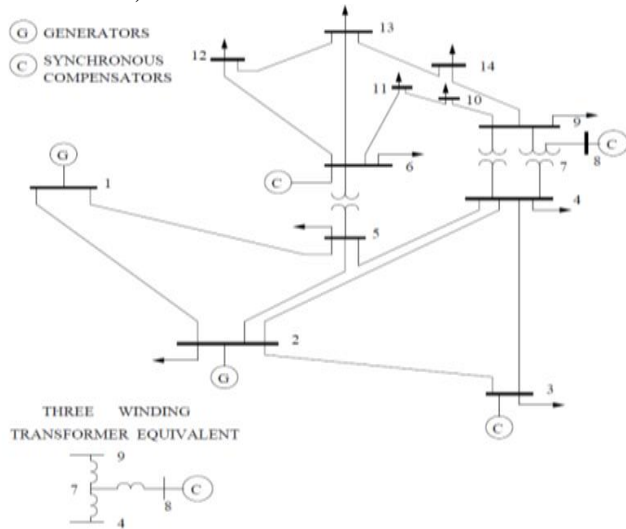 13
G GENERATORS
12
C SYNCHRONOUS
COMPENSATORS
14
11
10
9
C
8
7
G
6
C
1
4
5
2
G
3
THREE WINDING
TRANSFORMER EQUIVALENT
C
9
7
C
8
4